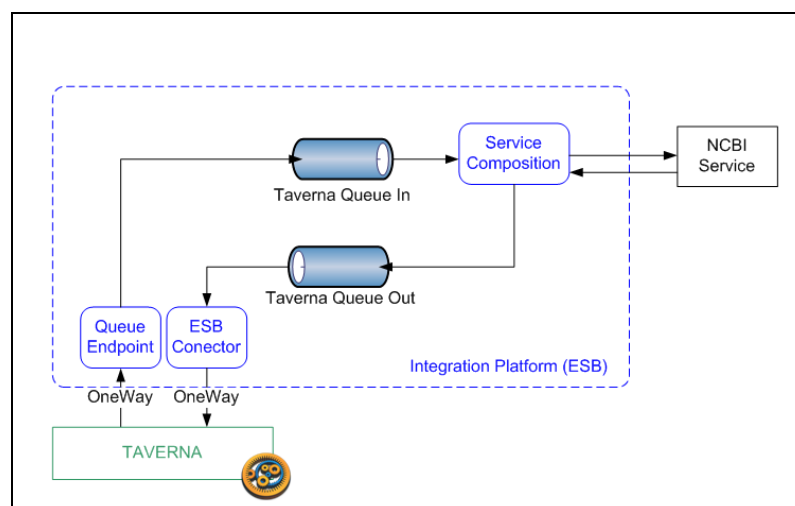 Service
Composition
NCBI
Service
Taverna Queue In
Taverna Queue Out
Queue
Endpoint
ESB
Conector
Integration Platform (ESB)
OneWay
OneWay
TAVERNA